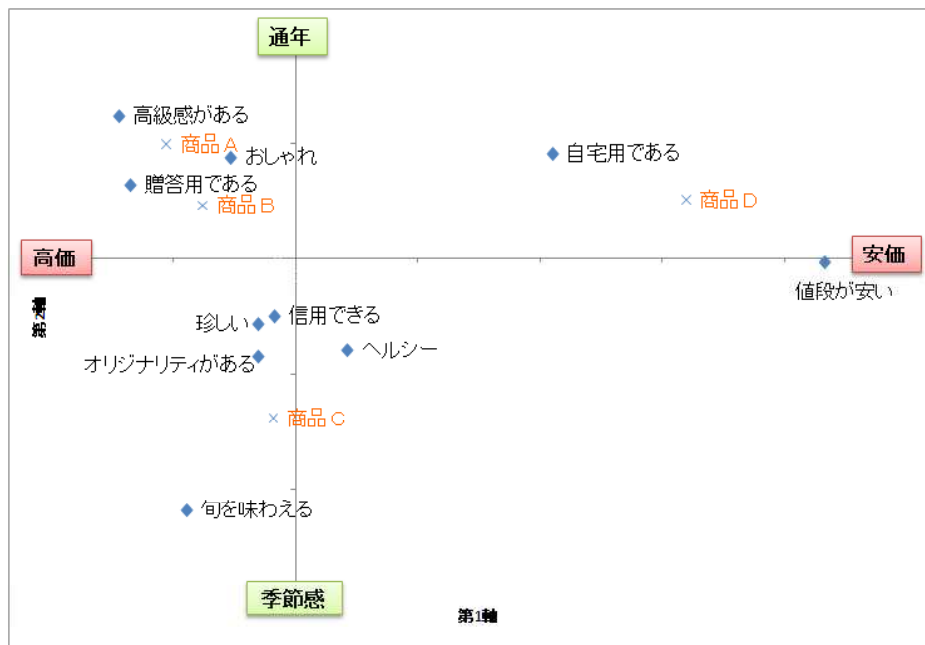 通年
高級感がある
商品A
おしゃれ
自宅用である
贈答用である
商品B
商品D
高価
安価
値段が安い
第2軸
信用できる
珍しい
ヘルシー
オリジナリティがある
商品C
旬を味わえる
季節感
第1軸